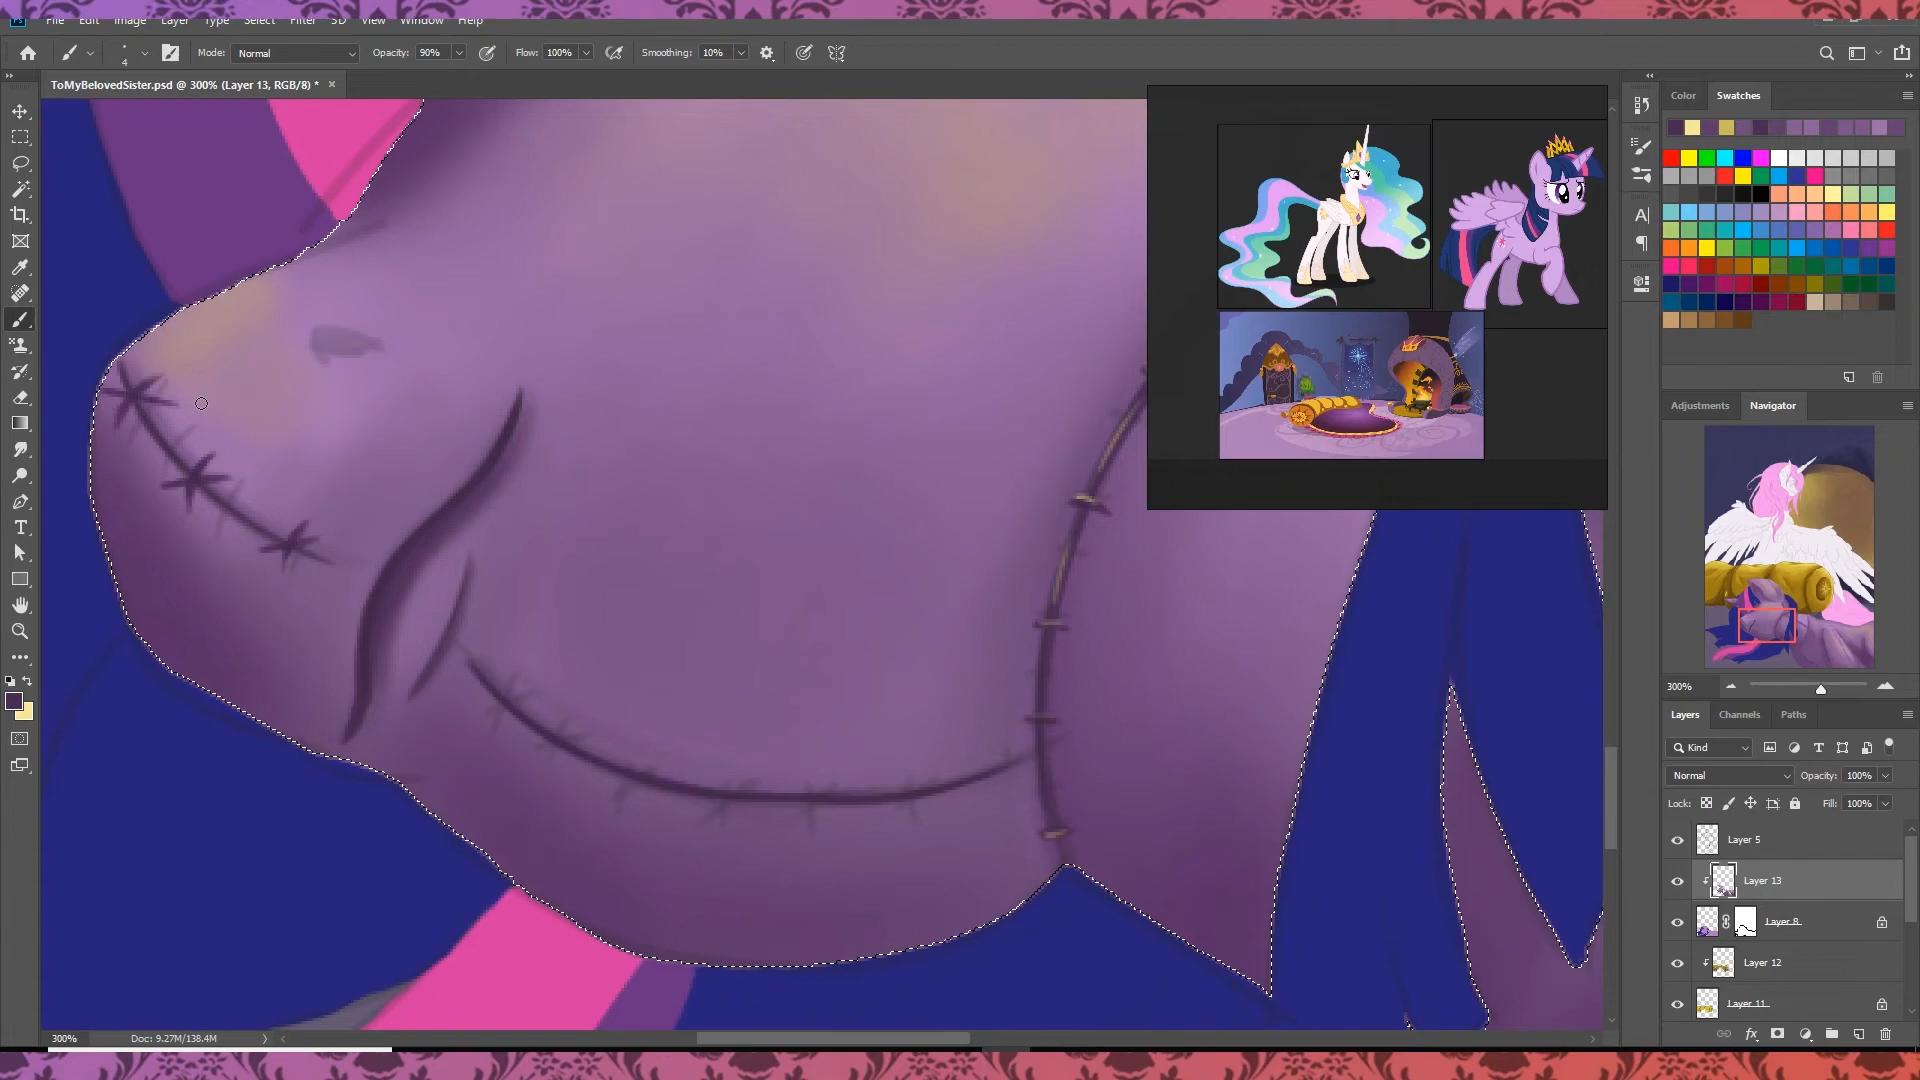 Ps File Edit Image Layer Type Select Filter 3D View Window Help
4 Mode: Normal Opacity: 90% Flow: 100% Smoothing: 10%
ToMyBelovedSister.psd @ 300% (Layer 13, RGB/8) * ×
Color Swatches
Adjustments Navigator
300%
Layers Channels Paths
Kind
Normal Opacity: 100%
Lock: Fill: 100%
Layer 5
Layer 13
Layer 8
Layer 12
Layer 11
300% Doc: 9.27M/138.4M